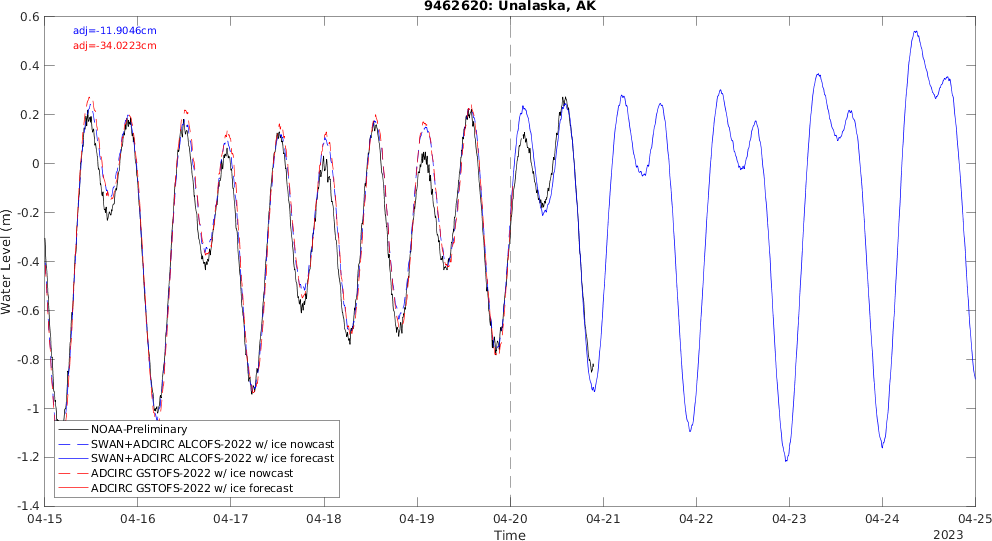 9462620: Unalaska, AK
adj=-11.9046cm
adj=-34.0223cm
0.6
0.4
0.2
0
-0.2
-0.4
-0.6
-0.8
-1
-1.2
-1.4
Water Level (m)
NOAA-Preliminary
SWAN+ADCIRC ALCOFS-2022 w/ ice nowcast
SWAN+ADCIRC ALCOFS-2022 w/ ice forecast
ADCIRC GSTOFS-2022 w/ ice nowcast
ADCIRC GSTOFS-2022 w/ ice forecast
04-15 04-16 04-17 04-18 04-19 04-20 04-21 04-22 04-23 04-24 04-25
Time
2023